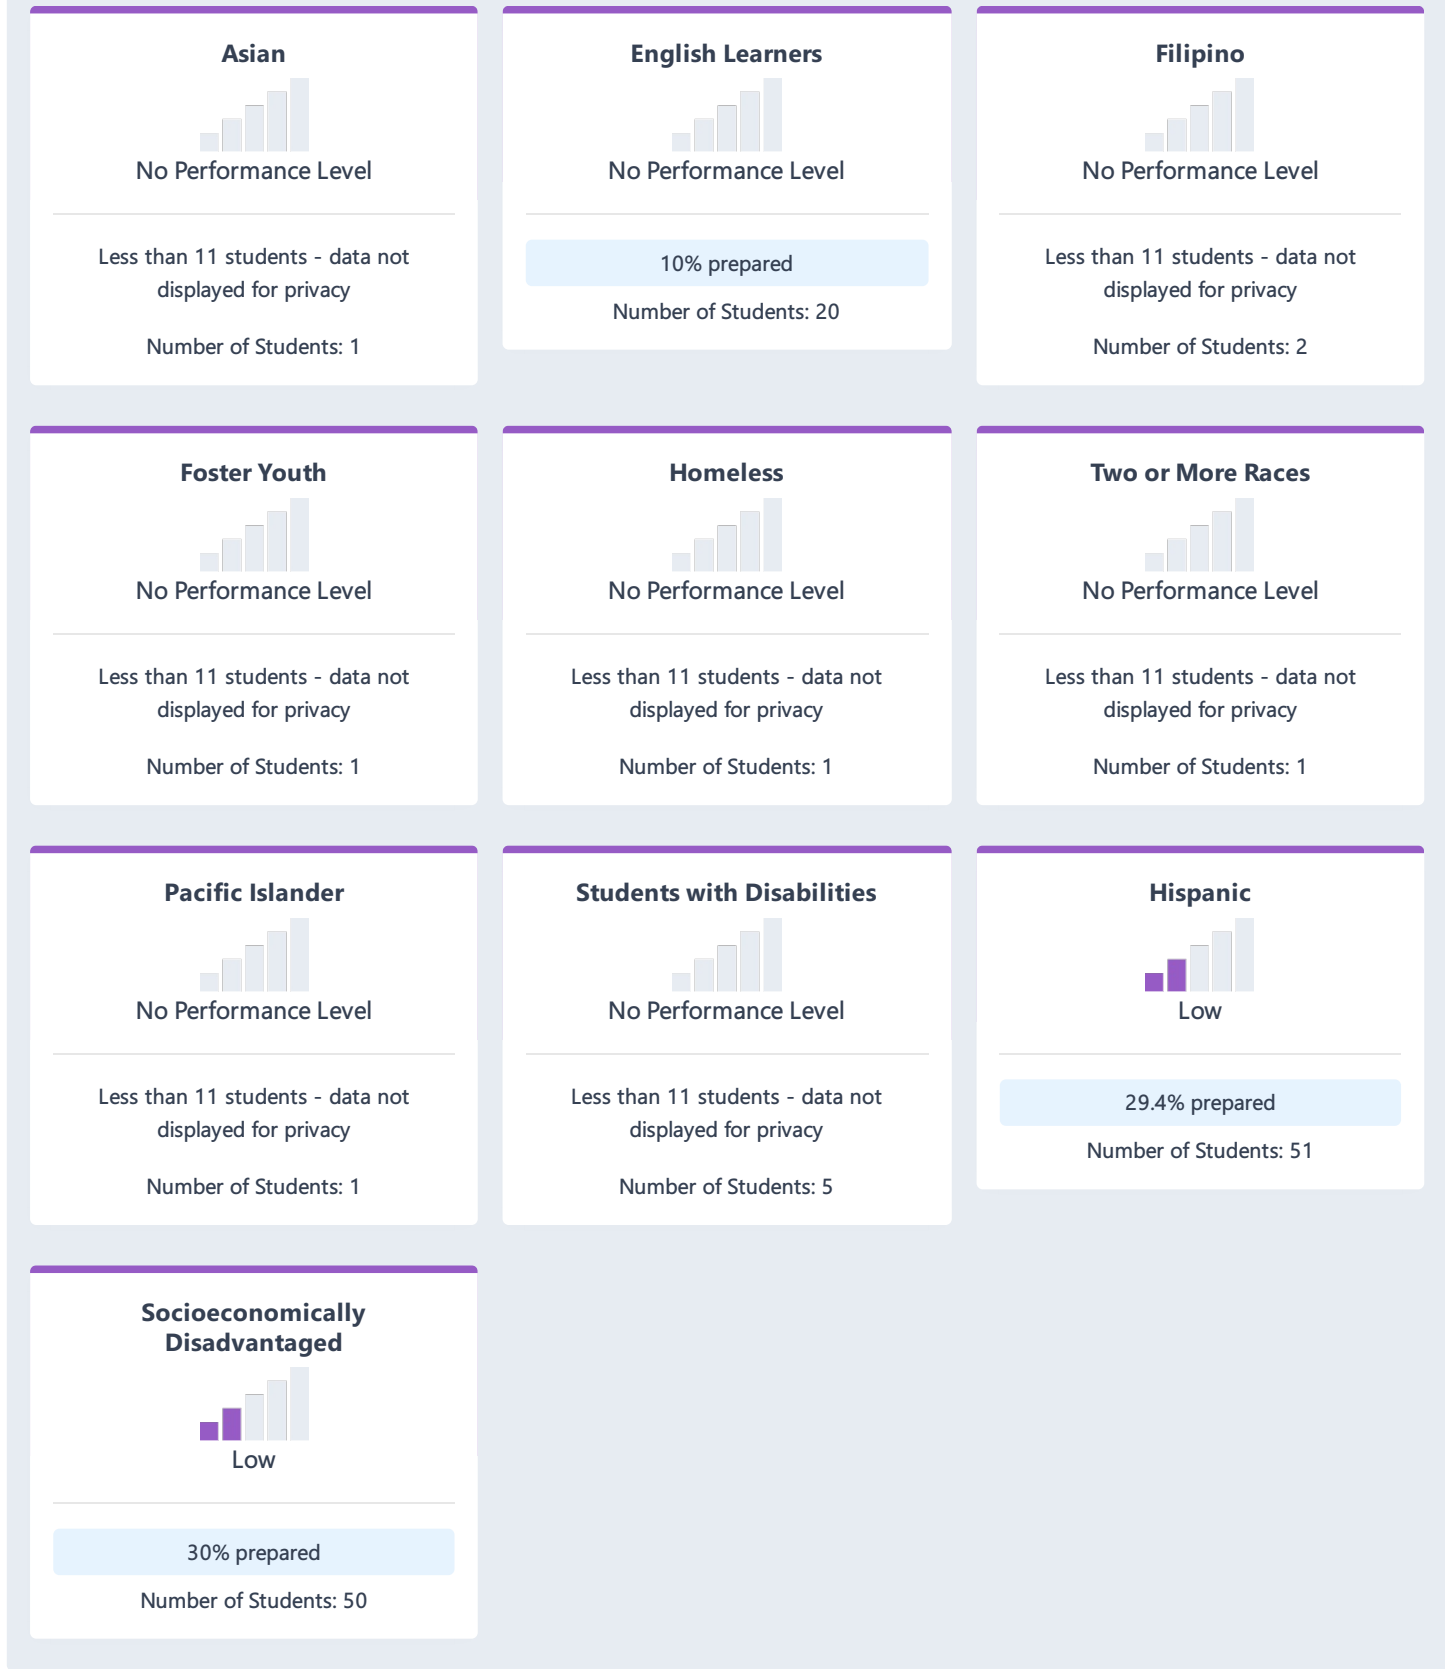 Asian
No Performance Level
Less than 11 students - data not
displayed for privacy
Number of Students: 1
English Learners
No Performance Level
10% prepared
Number of Students: 20
Filipino
No Performance Level
Less than 11 students - data not
displayed for privacy
Number of Students: 2
Foster Youth
No Performance Level
Less than 11 students - data not
displayed for privacy
Number of Students: 1
Homeless
No Performance Level
Less than 11 students - data not
displayed for privacy
Number of Students: 1
Two or More Races
No Performance Level
Less than 11 students - data not
displayed for privacy
Number of Students: 1
Pacific Islander
No Performance Level
Less than 11 students - data not
displayed for privacy
Number of Students: 1
Students with Disabilities
No Performance Level
Less than 11 students - data not
displayed for privacy
Number of Students: 5
Hispanic
Low
29.4% prepared
Number of Students: 51
Socioeconomically
Disadvantaged
Low
30% prepared
Number of Students: 50